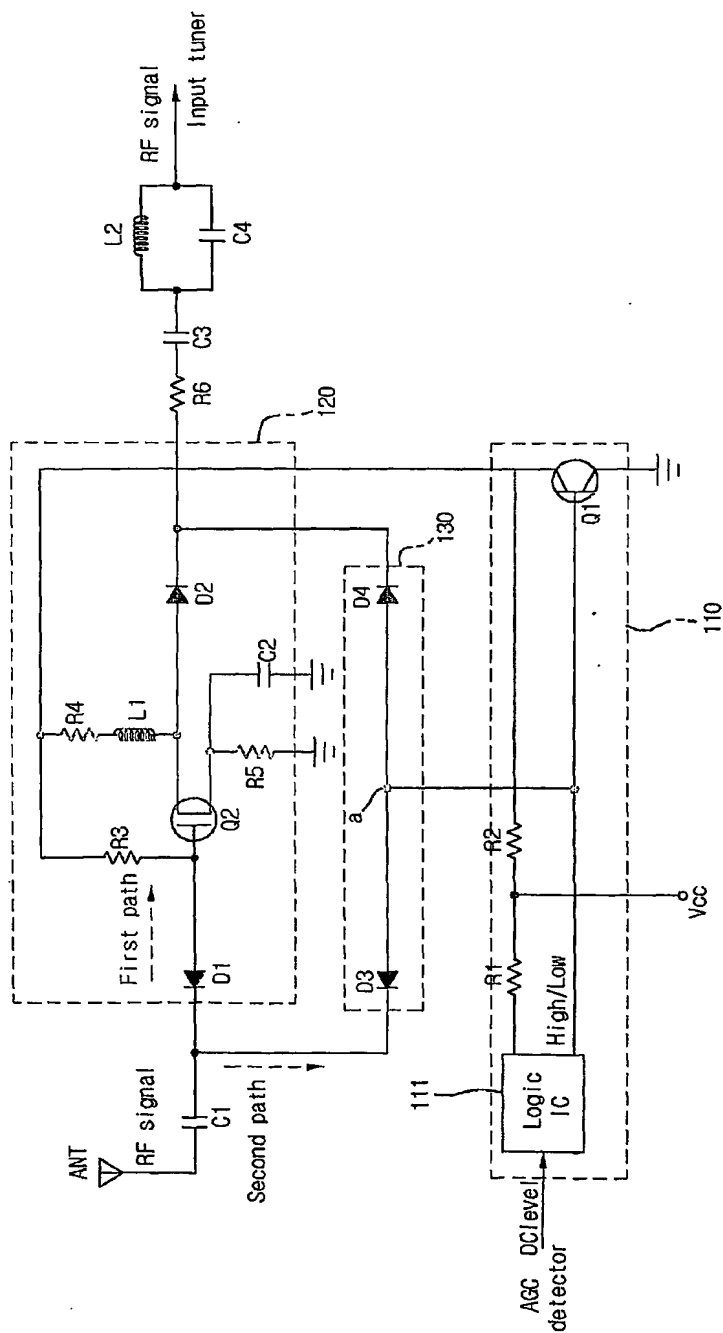 ANT
RF signal
C1
Second path
First path
D1
R3
Q2
R4
L1
R5
C2
D2
120
R6
C3
L2
C4
RF signal
Input tuner
D3
a
D4
130
AGC DClevel
detector
111
Logic
IC
High/Low
R1
R2
Vcc
Q1
110